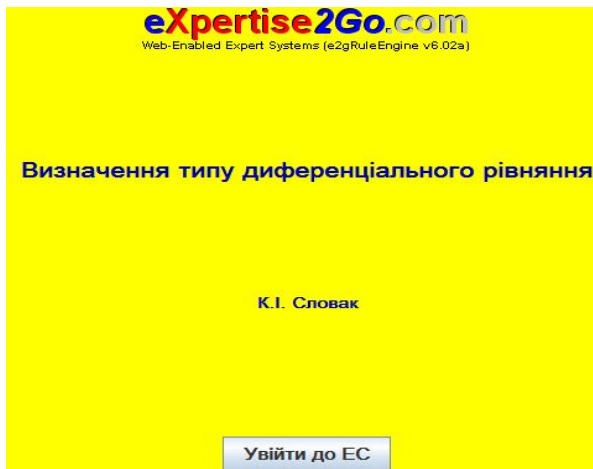 eXpertise2Go.com
Web-Enabled Expert Systems (e2gRuleEngine v6.02a)
Визначення типу диференціального рівняння
К.І. Словак
Увійти до ЕС